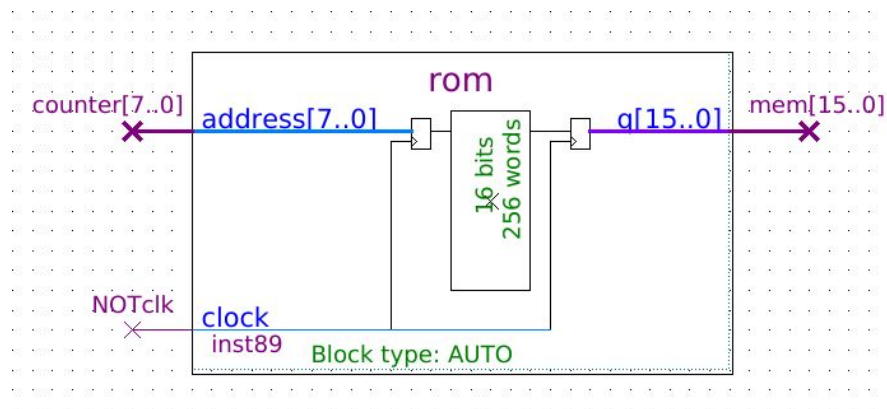 rom
counter[7..0]
address[7..0]
q[15..0]
mem[15..0]
16 bits
256 words
NOTclk
clock
inst89
Block type: AUTO